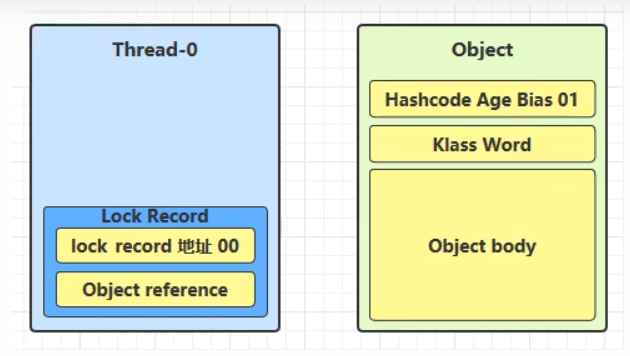 Thread-0
Lock Record
lock record 地址 00
Object reference
Object
Hashcode Age Bias 01
Klass Word
Object body